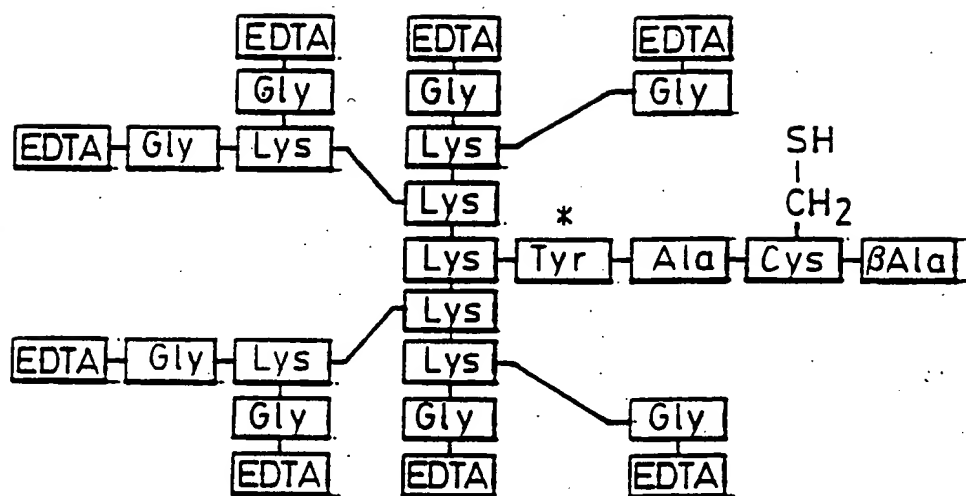 EDTA EDTA EDTA
Gly Gly Gly
EDTA Gly Lys Lys SH
Lys CH2
*
Lys Tyr Ala Cys βAla
Lys
EDTA Gly Lys Lys
Gly Gly Gly
EDTA EDTA EDTA